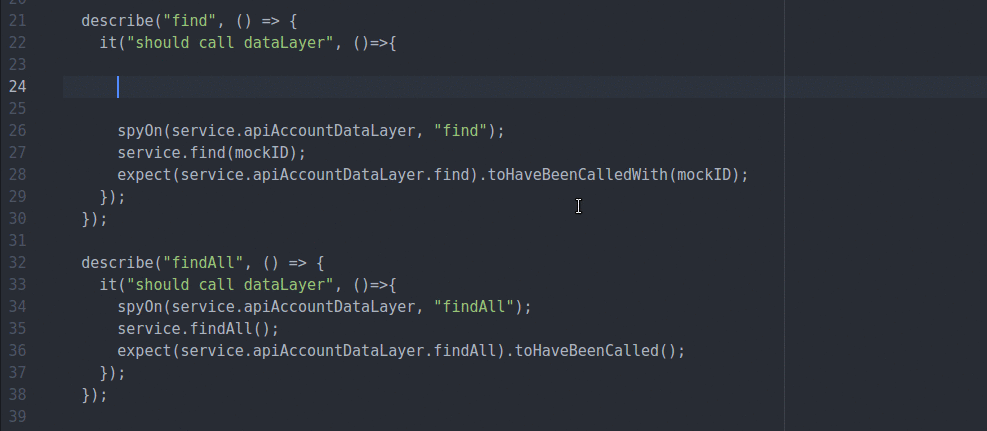 20
21 describe("find", () => {
22 it("should call dataLayer", ()=>{
23
24
25
26 spyOn(service.apiAccountDataLayer, "find");
27 service.find(mockID);
28 expect(service.apiAccountDataLayer.find).toHaveBeenCalledWith(mockID);
29 });
30 });
31
32 describe("findAll", () => {
33 it("should call dataLayer", ()=>{
34 spyOn(service.apiAccountDataLayer, "findAll");
35 service.findAll();
36 expect(service.apiAccountDataLayer.findAll).toHaveBeenCalled();
37 });
38 });
39